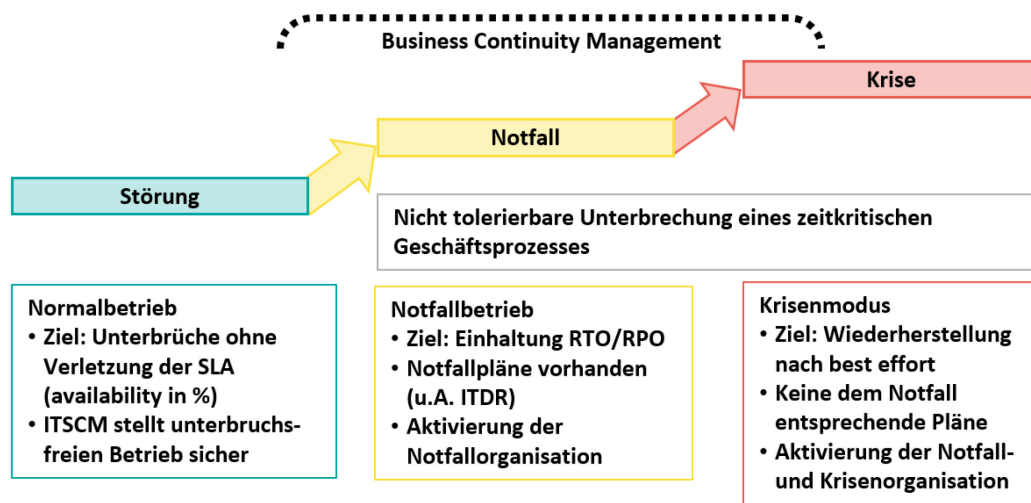 Business Continuity Management
Krise
Notfall
Störung
Nicht tolerierbare Unterbrechung eines zeitkritischen
Geschäftsprozesses
Normalbetrieb
• Ziel: Unterbrüche ohne
Verletzung der SLA
(availability in %)
• ITSCM stellt unterbruchs-
freien Betrieb sicher
Notfallbetrieb
• Ziel: Einhaltung RTO/RPO
• Notfallpläne vorhanden
(u.A. ITDR)
• Aktivierung der
Notfallorganisation
Krisenmodus
• Ziel: Wiederherstellung
nach best effort
• Keine dem Notfall
entsprechende Pläne
• Aktivierung der Notfall-
und Krisenorganisation